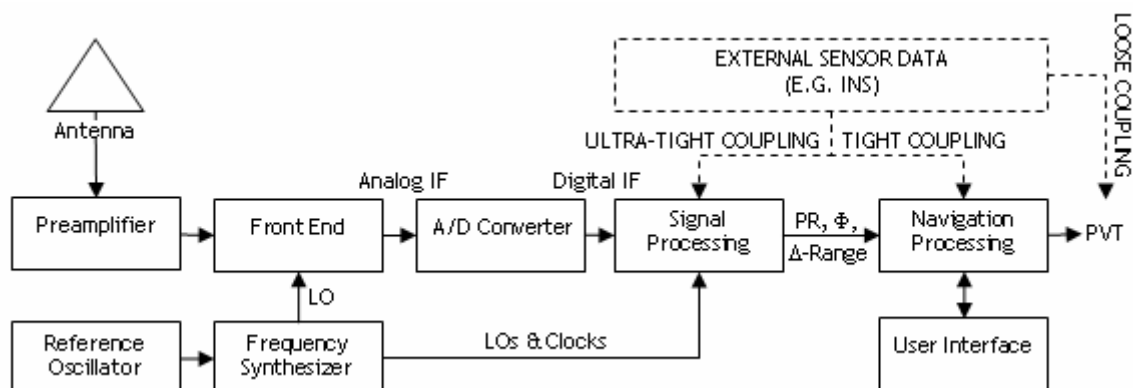 EXTERNAL SENSOR DATA
(E.G. INS)
LOOSE COUPLING
Antenna
ULTRA-TIGHT COUPLING
TIGHT COUPLING
Analog IF
Digital IF
Preamplifier
Front End
A/D Converter
Signal
Processing
PR, Φ,
Δ-Range
Navigation
Processing
PVT
LO
Reference
Oscillator
Frequency
Synthesizer
LOs & Clocks
User Interface